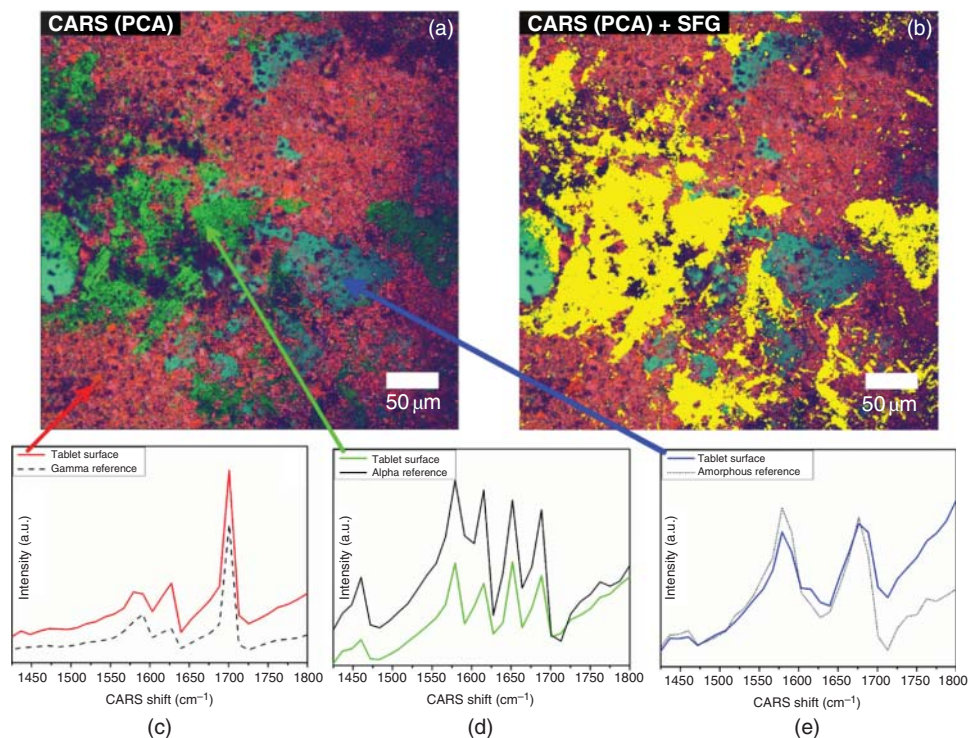 CARS (PCA)
(a)
50 μm
CARS (PCA) + SFG
(b)
50 μm
Tablet surface
Gamma reference
Intensity (a.u.)
1450 1500 1550 1600 1650 1700 1750 1800
CARS shift (cm⁻¹)
(c)
Tablet surface
Alpha reference
Intensity (a.u.)
1450 1500 1550 1600 1650 1700 1750 1800
CARS shift (cm⁻¹)
(d)
Tablet surface
Amorphous reference
Intensity (a.u.)
1450 1500 1550 1600 1650 1700 1750 1800
CARS shift (cm⁻¹)
(e)